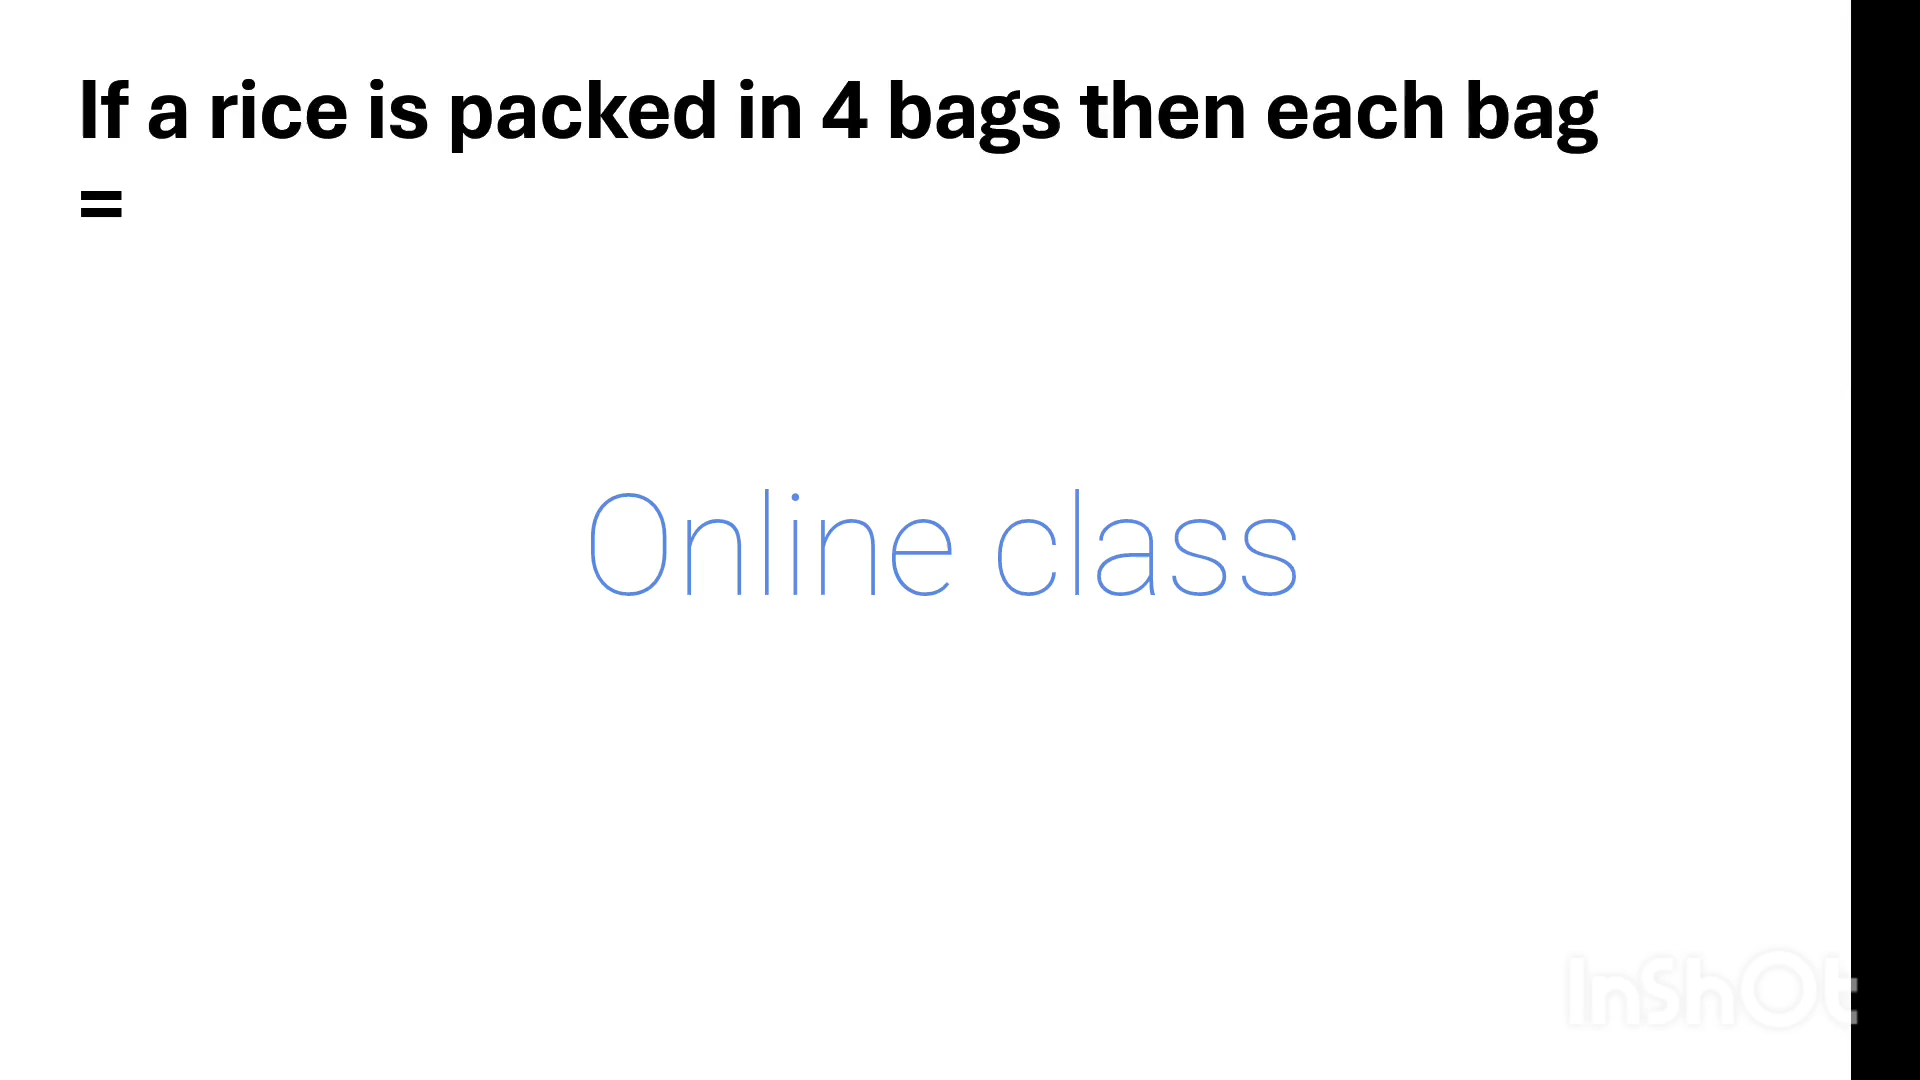 If a rice is packed in 4 bags then each bag
=
Online class
InShOt